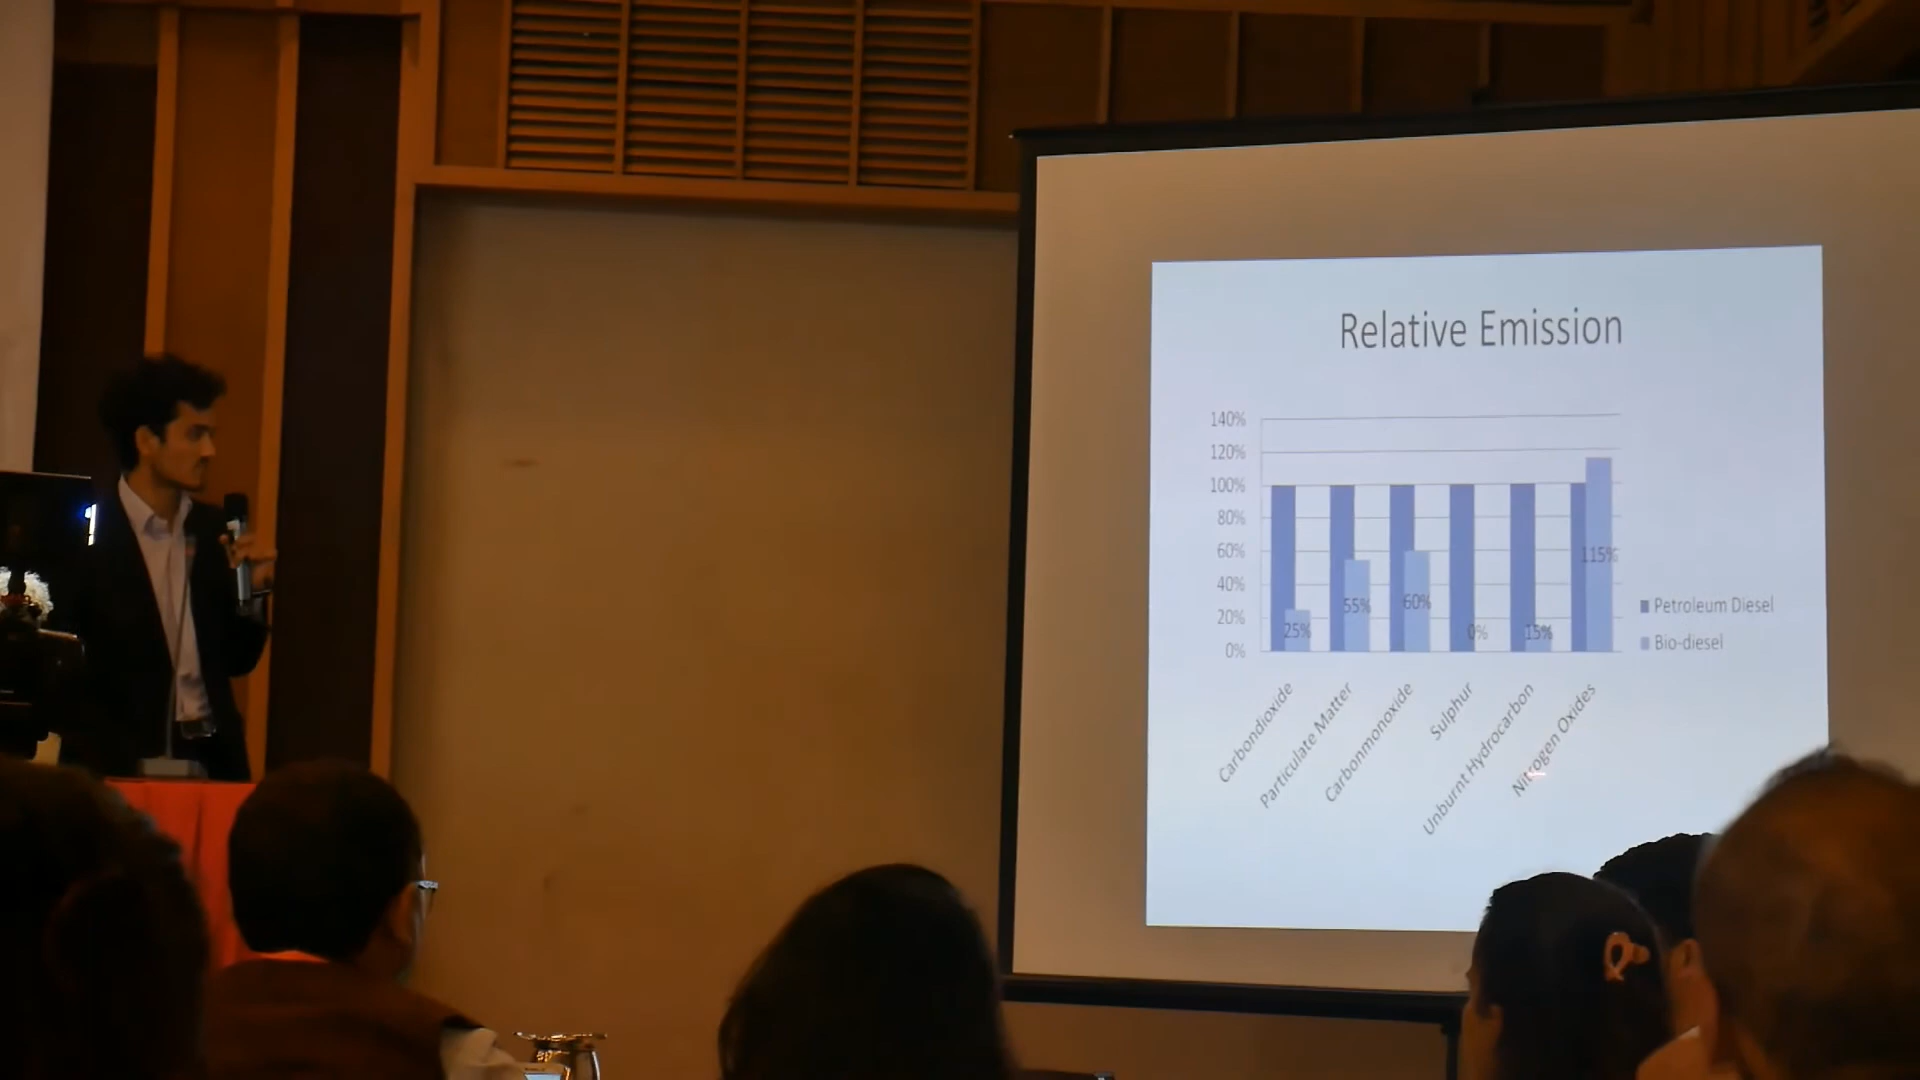 Relative Emission
140%
120%
100%
80%
60%
40%
20%
0%
25%
55%
60%
0%
15%
115%
Carbondioxide
Particulate Matter
Carbonmonoxide
Sulphur
Unburnt Hydrocarbon
Nitrogen Oxides
Petroleum Diesel
Bio-diesel